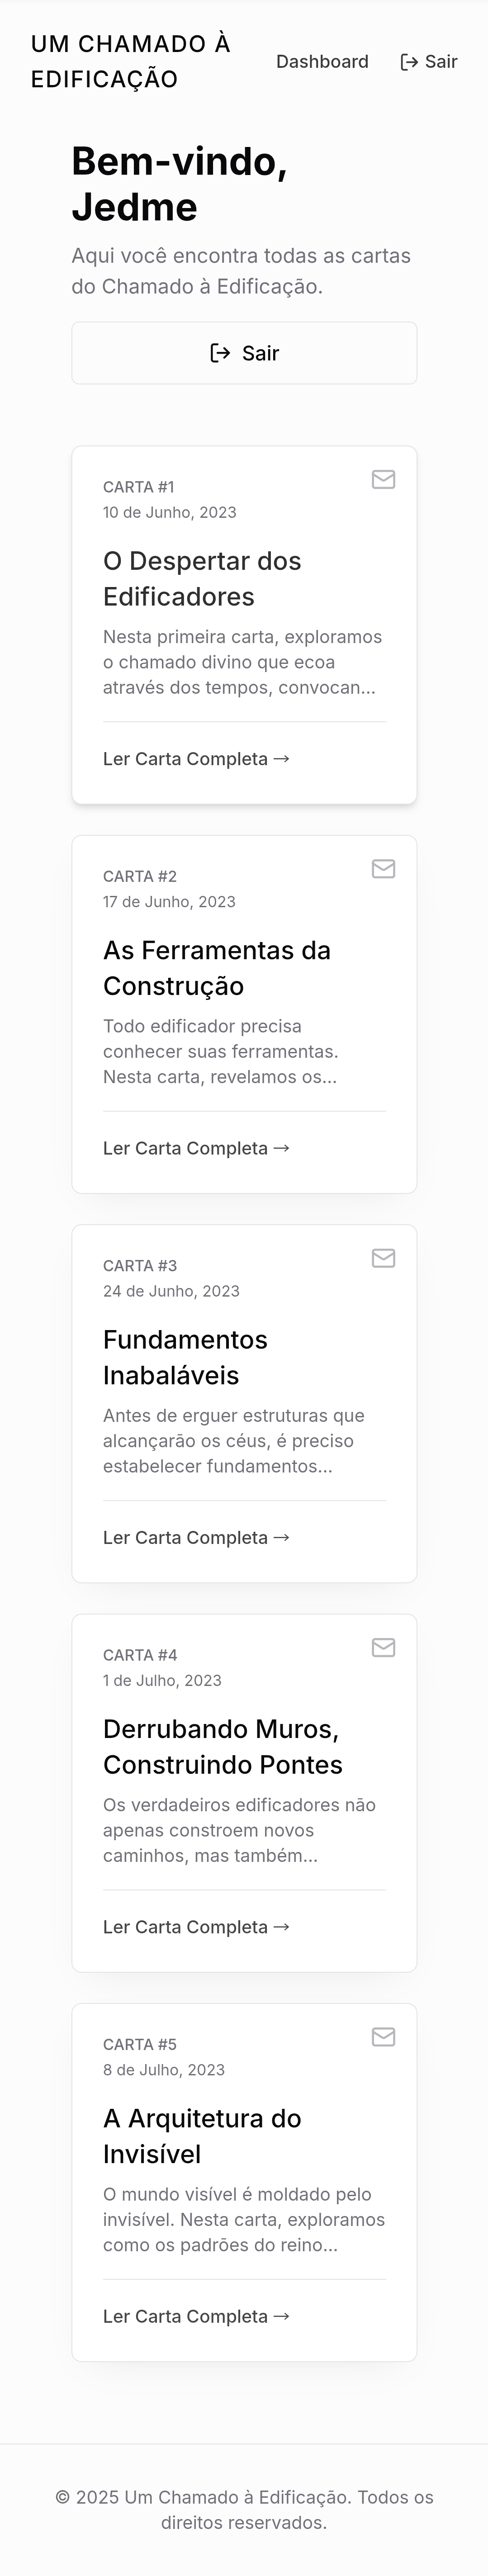 UM CHAMADO À
EDIFICAÇÃO
Dashboard
Sair
Bem-vindo,
Jedme
Aqui você encontra todas as cartas
do Chamado à Edificação.
Sair
CARTA #1
10 de Junho, 2023
O Despertar dos
Edificadores
Nesta primeira carta, exploramos
o chamado divino que ecoa
através dos tempos, convocan...
Ler Carta Completa →
CARTA #2
17 de Junho, 2023
As Ferramentas da
Construção
Todo edificador precisa
conhecer suas ferramentas.
Nesta carta, revelamos os...
Ler Carta Completa →
CARTA #3
24 de Junho, 2023
Fundamentos
Inabaláveis
Antes de erguer estruturas que
alcançarão os céus, é preciso
estabelecer fundamentos...
Ler Carta Completa →
CARTA #4
1 de Julho, 2023
Derrubando Muros,
Construindo Pontes
Os verdadeiros edificadores não
apenas constroem novos
caminhos, mas também...
Ler Carta Completa →
CARTA #5
8 de Julho, 2023
A Arquitetura do
Invisível
O mundo visível é moldado pelo
invisível. Nesta carta, exploramos
como os padrões do reino...
Ler Carta Completa →
© 2025 Um Chamado à Edificação. Todos os
direitos reservados.